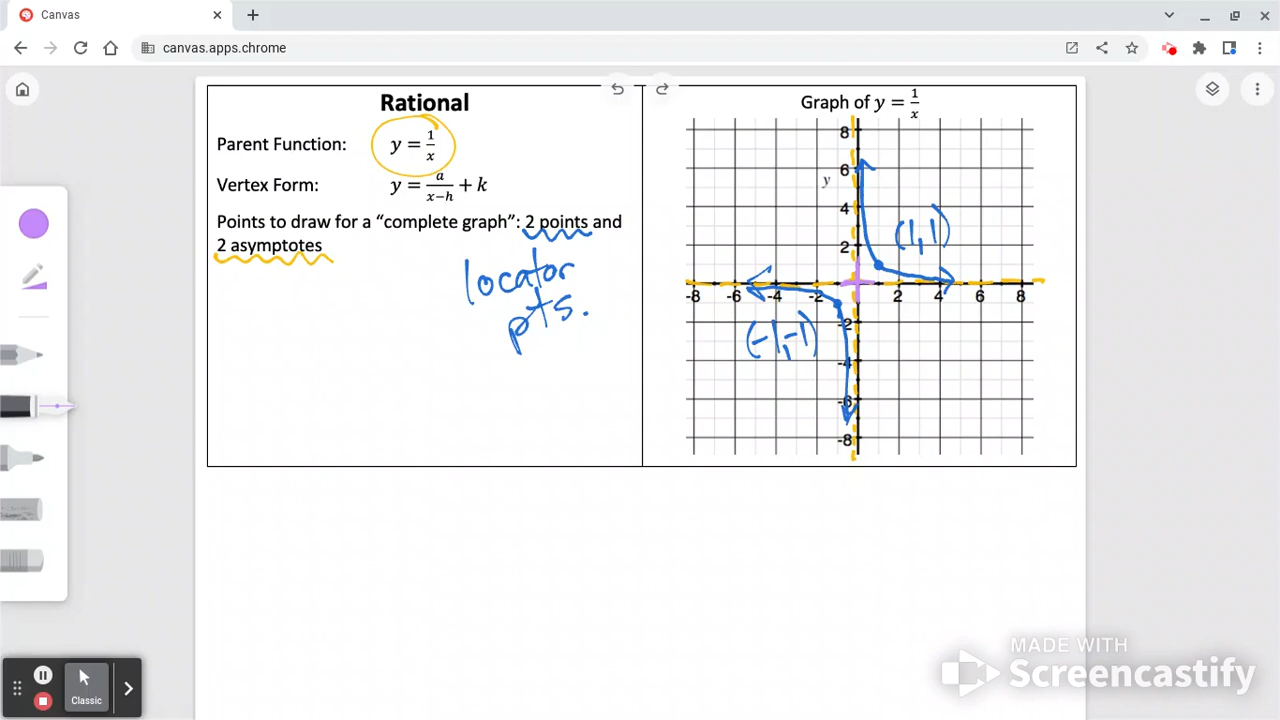 Canvas
canvas.apps.chrome
Rational
Parent Function: y = 1/x
Vertex Form: y = a/(x−h) + k
Points to draw for a “complete graph”: 2 points and
2 asymptotes
locator
pts.
Graph of y = 1/x
8
6
y
4
(1,1)
2
-8 -6 -4 -2 2 4 6 8
-2
(-1,-1)
-4
-6
-8
Classic
MADE WITH
Screencastify